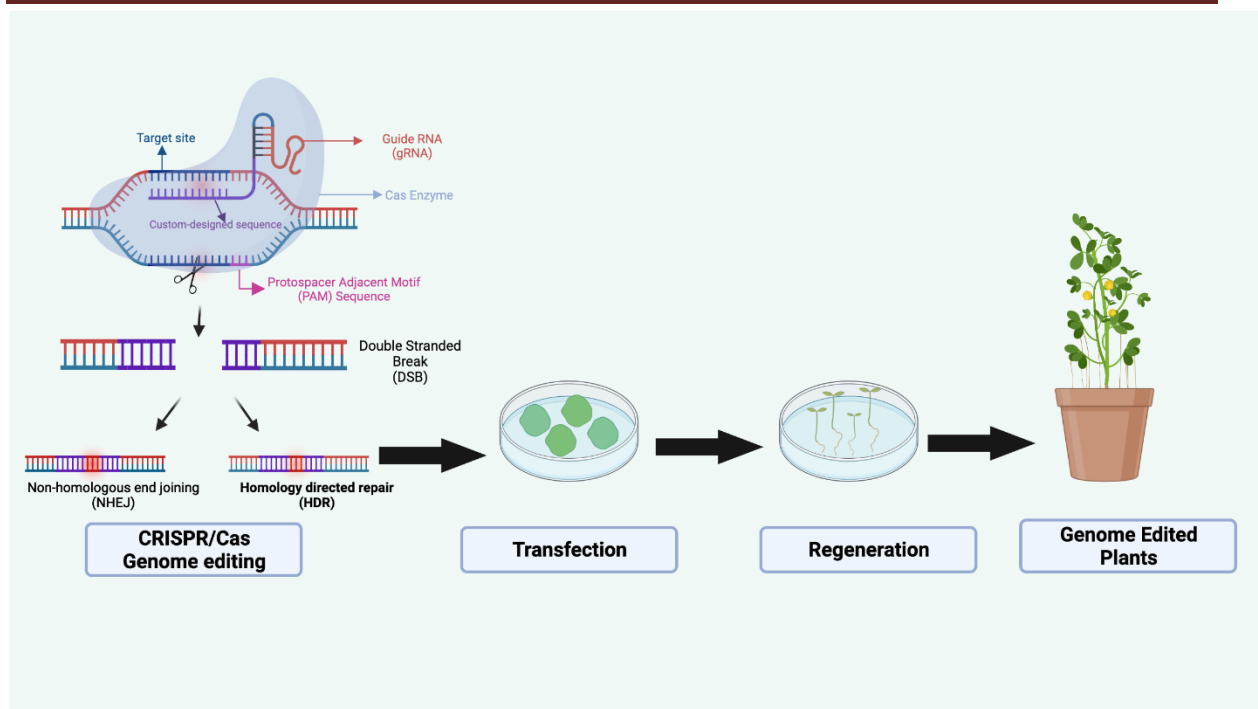 Target site
Guide RNA
(gRNA)
Cas Enzyme
Custom-designed sequence
Protospacer Adjacent Motif
(PAM) Sequence
Double Stranded
Break
(DSB)
Non-homologous end joining
(NHEJ)
Homology directed repair
(HDR)
CRISPR/Cas
Genome editing
Transfection
Regeneration
Genome Edited
Plants